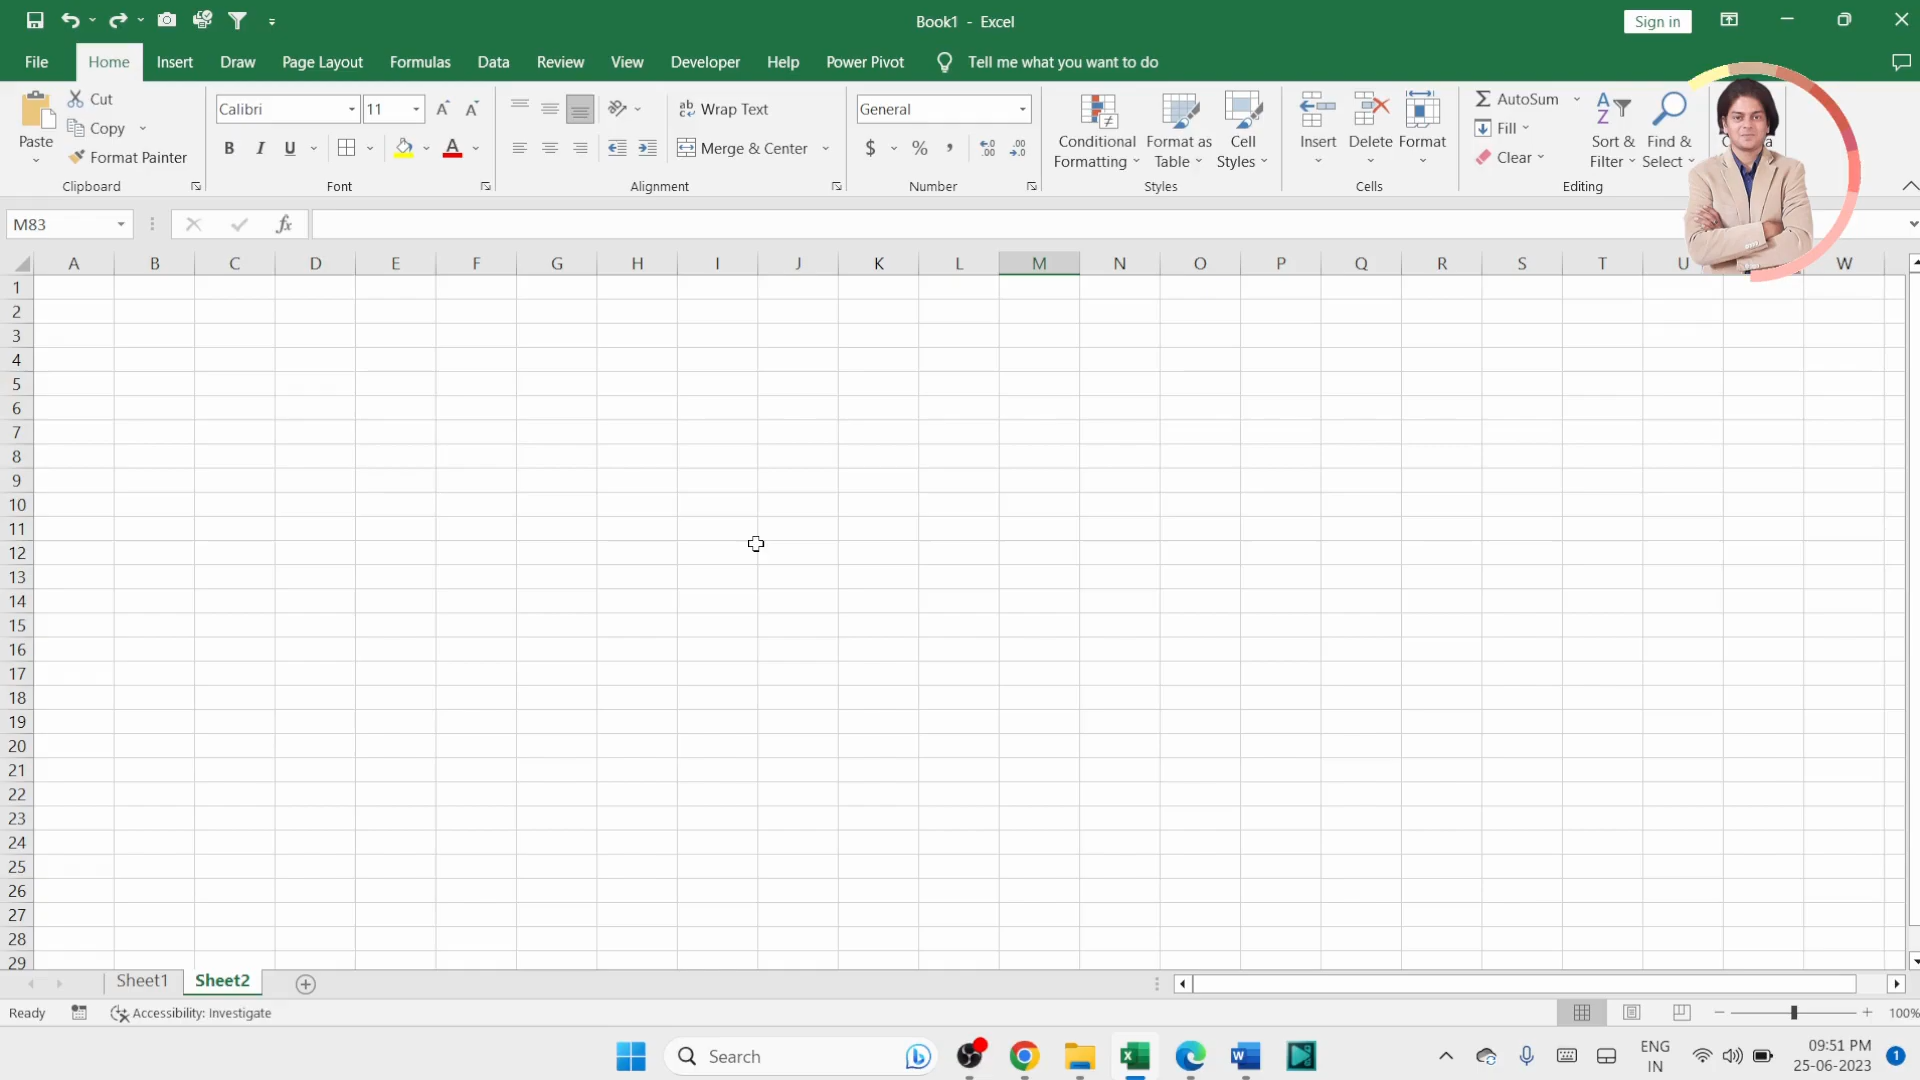 Book1 - Excel
Sign in
File Home Insert Draw Page Layout Formulas Data Review View Developer Help Power Pivot Tell me what you want to do
Cut
Copy
Format Painter
Paste
Clipboard
Calibri 11
B I U
Font
Wrap Text
Merge & Center
Alignment
General
$ % ,
Number
Conditional Formatting
Format as Table
Cell Styles
Styles
Insert Delete Format
Cells
AutoSum
Fill
Clear
Sort & Filter
Find & Select
Editing
M83
fx
A B C D E F G H I J K L M N O P Q R S T U W
1
2
3
4
5
6
7
8
9
10
11
12
13
14
15
16
17
18
19
20
21
22
23
24
25
26
27
28
29
Sheet1 Sheet2
Ready Accessibility: Investigate
100%
Search
ENG
IN
09:51 PM
25-06-2023
1